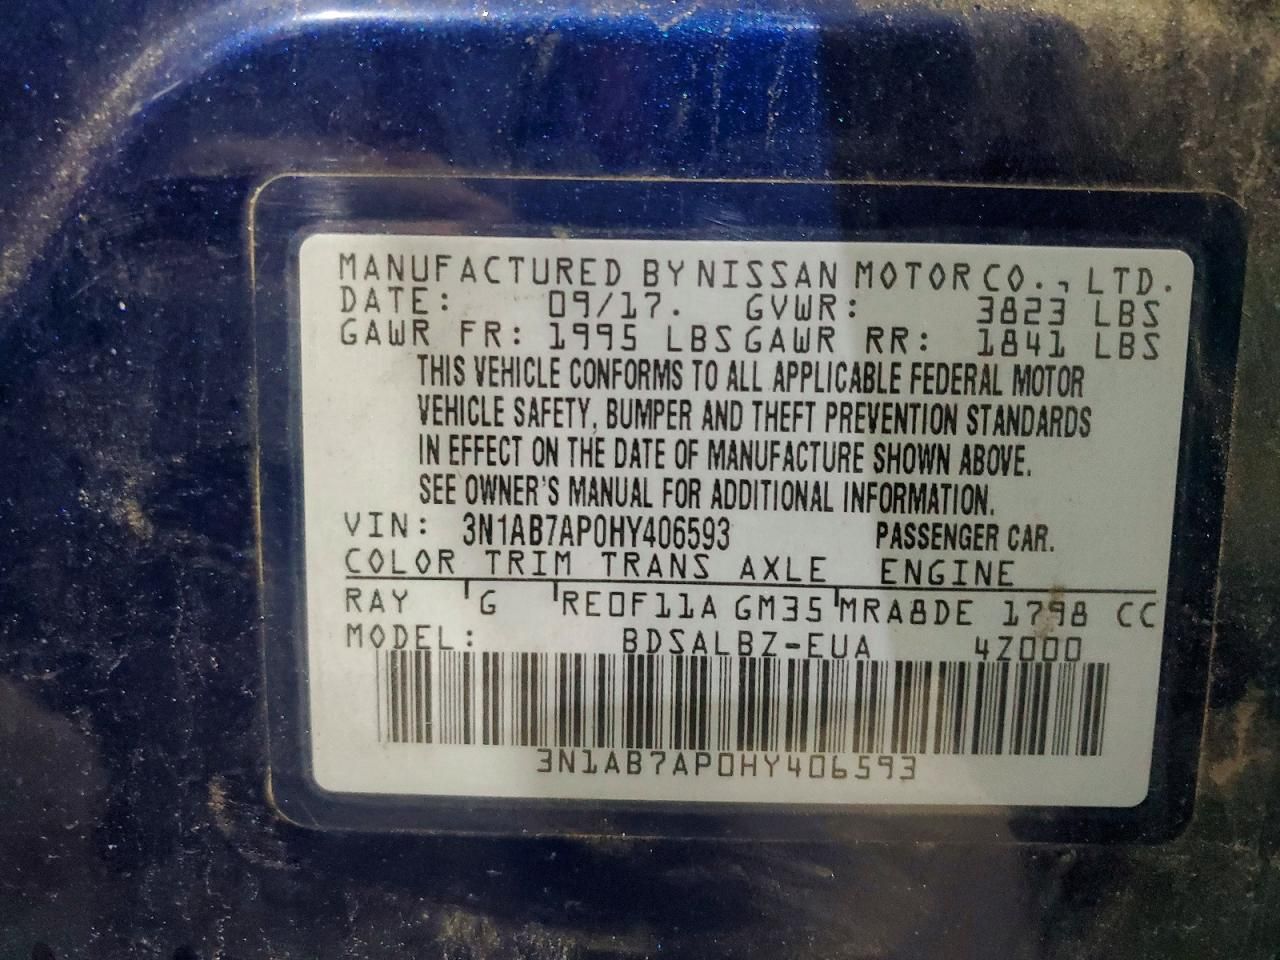 MANUFACTURED BY NISSAN MOTOR CO., LTD.
DATE: 09/17. GVWR: 3823 LBS
GAWR FR: 1995 LBS GAWR RR: 1841 LBS
THIS VEHICLE CONFORMS TO ALL APPLICABLE FEDERAL MOTOR
VEHICLE SAFETY, BUMPER AND THEFT PREVENTION STANDARDS
IN EFFECT ON THE DATE OF MANUFACTURE SHOWN ABOVE.
SEE OWNER'S MANUAL FOR ADDITIONAL INFORMATION.
VIN: 3N1AB7AP0HY406593 PASSENGER CAR.
COLOR TRIM TRANS AXLE ENGINE
RAY G RE0F11A GM35 MRA8DE 1798 CC
MODEL: BDSALBZ-EUA 4Z000
3N1AB7AP0HY406593